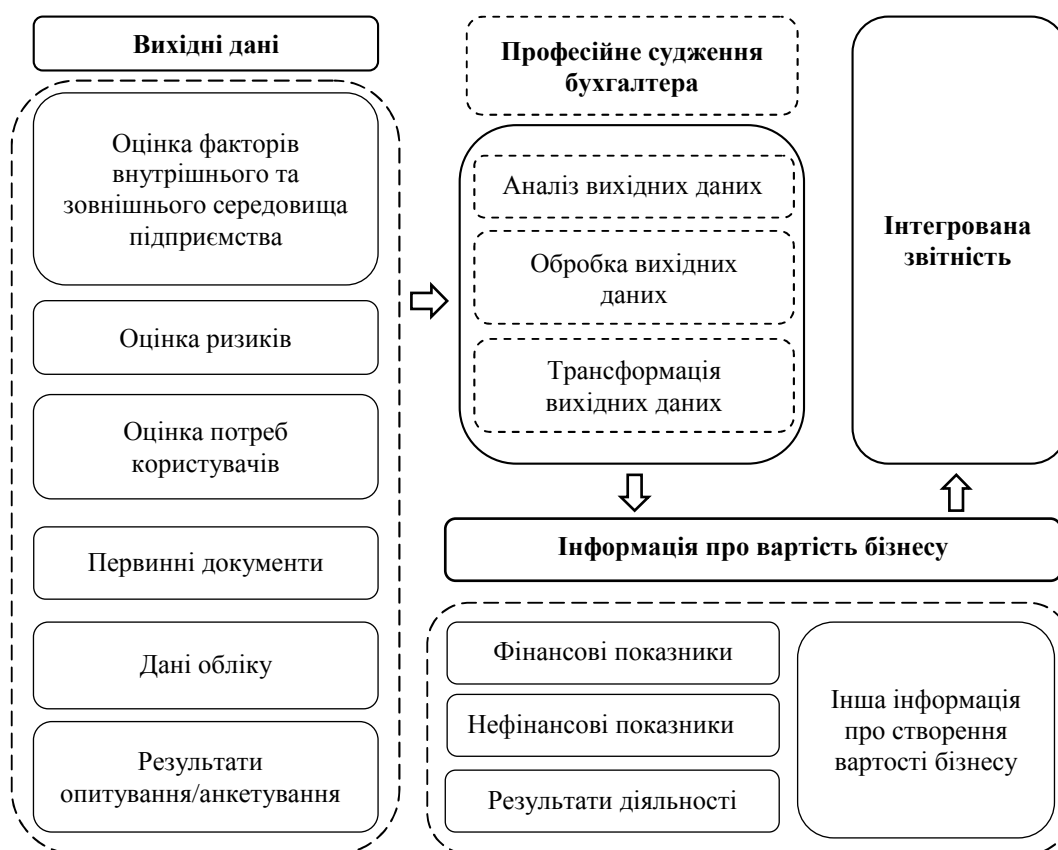 Вихідні дані
Оцінка факторів
внутрішнього та
зовнішнього середовища
підприємства
Оцінка ризиків
Оцінка потреб
користувачів
Первинні документи
Дані обліку
Результати
опитування/анкетування
Професійне судження
бухгалтера
Аналіз вихідних даних
Обробка вихідних
даних
Трансформація
вихідних даних
Інтегрована
звітність
Інформація про вартість бізнесу
Фінансові показники
Нефінансові показники
Результати діяльності
Інша інформація
про створення
вартості бізнесу